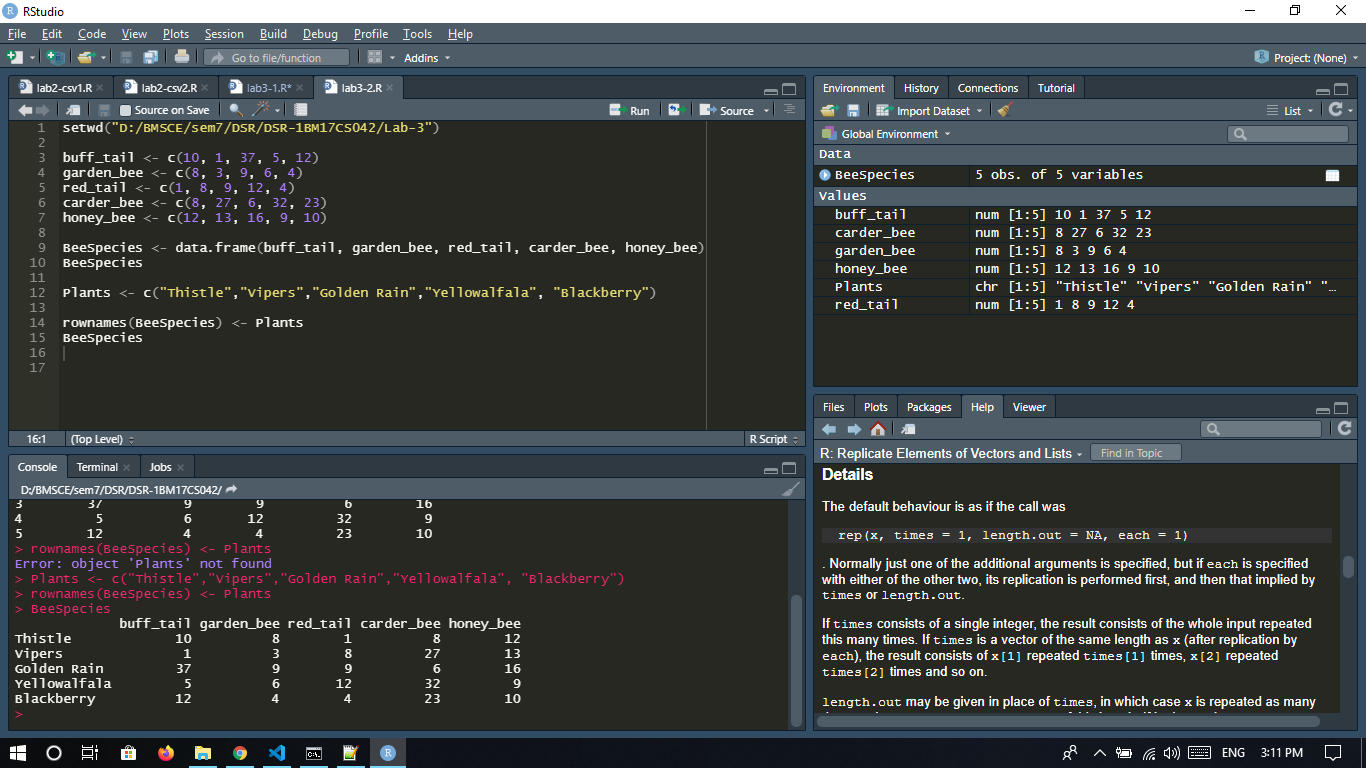 RStudio
File Edit Code View Plots Session Build Debug Profile Tools Help
Go to file/function Addins Project: (None)
lab2-csv1.R lab2-csv2.R lab3-1.R* lab3-2.R
Source on Save Run Source
1 setwd("D:/BMSCE/sem7/DSR/DSR-1BM17CS042/Lab-3")
2
3 buff_tail <- c(10, 1, 37, 5, 12)
4 garden_bee <- c(8, 3, 9, 6, 4)
5 red_tail <- c(1, 8, 9, 12, 4)
6 carder_bee <- c(8, 27, 6, 32, 23)
7 honey_bee <- c(12, 13, 16, 9, 10)
8
9 BeeSpecies <- data.frame(buff_tail, garden_bee, red_tail, carder_bee, honey_bee)
10 BeeSpecies
11
12 Plants <- c("Thistle","Vipers","Golden Rain","Yellowalfala", "Blackberry")
13
14 rownames(BeeSpecies) <- Plants
15 BeeSpecies
16
17
16:1 (Top Level) R Script
Console Terminal Jobs
D:/BMSCE/sem7/DSR/DSR-1BM17CS042/
3 37 9 9 6 16
4 5 6 12 32 9
5 12 4 4 23 10
> rownames(BeeSpecies) <- Plants
Error: object 'Plants' not found
> Plants <- c("Thistle","Vipers","Golden Rain","Yellowalfala", "Blackberry")
> rownames(BeeSpecies) <- Plants
> BeeSpecies
buff_tail garden_bee red_tail carder_bee honey_bee
Thistle 10 8 1 8 12
Vipers 1 3 8 27 13
Golden Rain 37 9 9 6 16
Yellowalfala 5 6 12 32 9
Blackberry 12 4 4 23 10
>
Environment History Connections Tutorial
Import Dataset List
Global Environment
Data
BeeSpecies 5 obs. of 5 variables
Values
buff_tail num [1:5] 10 1 37 5 12
carder_bee num [1:5] 8 27 6 32 23
garden_bee num [1:5] 8 3 9 6 4
honey_bee num [1:5] 12 13 16 9 10
Plants chr [1:5] "Thistle" "Vipers" "Golden Rain" "…
red_tail num [1:5] 1 8 9 12 4
Files Plots Packages Help Viewer
R: Replicate Elements of Vectors and Lists Find in Topic
Details
The default behaviour is as if the call was
rep(x, times = 1, length.out = NA, each = 1)
. Normally just one of the additional arguments is specified, but if each is specified
with either of the other two, its replication is performed first, and then that implied by
times or length.out.
If times consists of a single integer, the result consists of the whole input repeated
this many times. If times is a vector of the same length as x (after replication by
each), the result consists of x[1] repeated times[1] times, x[2] repeated
times[2] times and so on.
length.out may be given in place of times, in which case x is repeated as many
ENG 3:11 PM